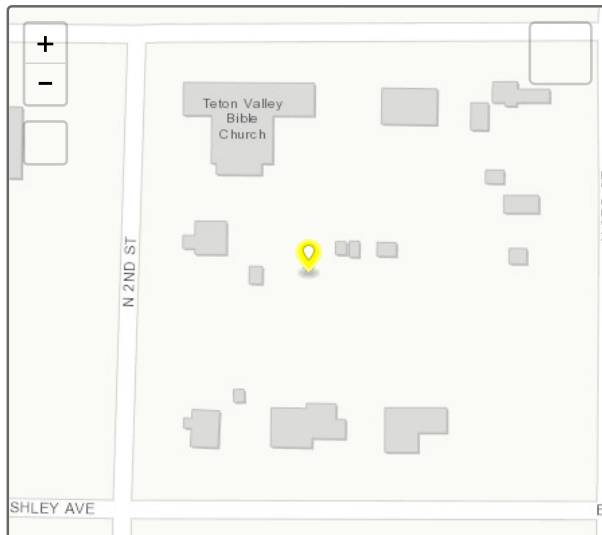 +
−
Teton Valley
Bible
Church
N 2ND ST
SHLEY AVE
E